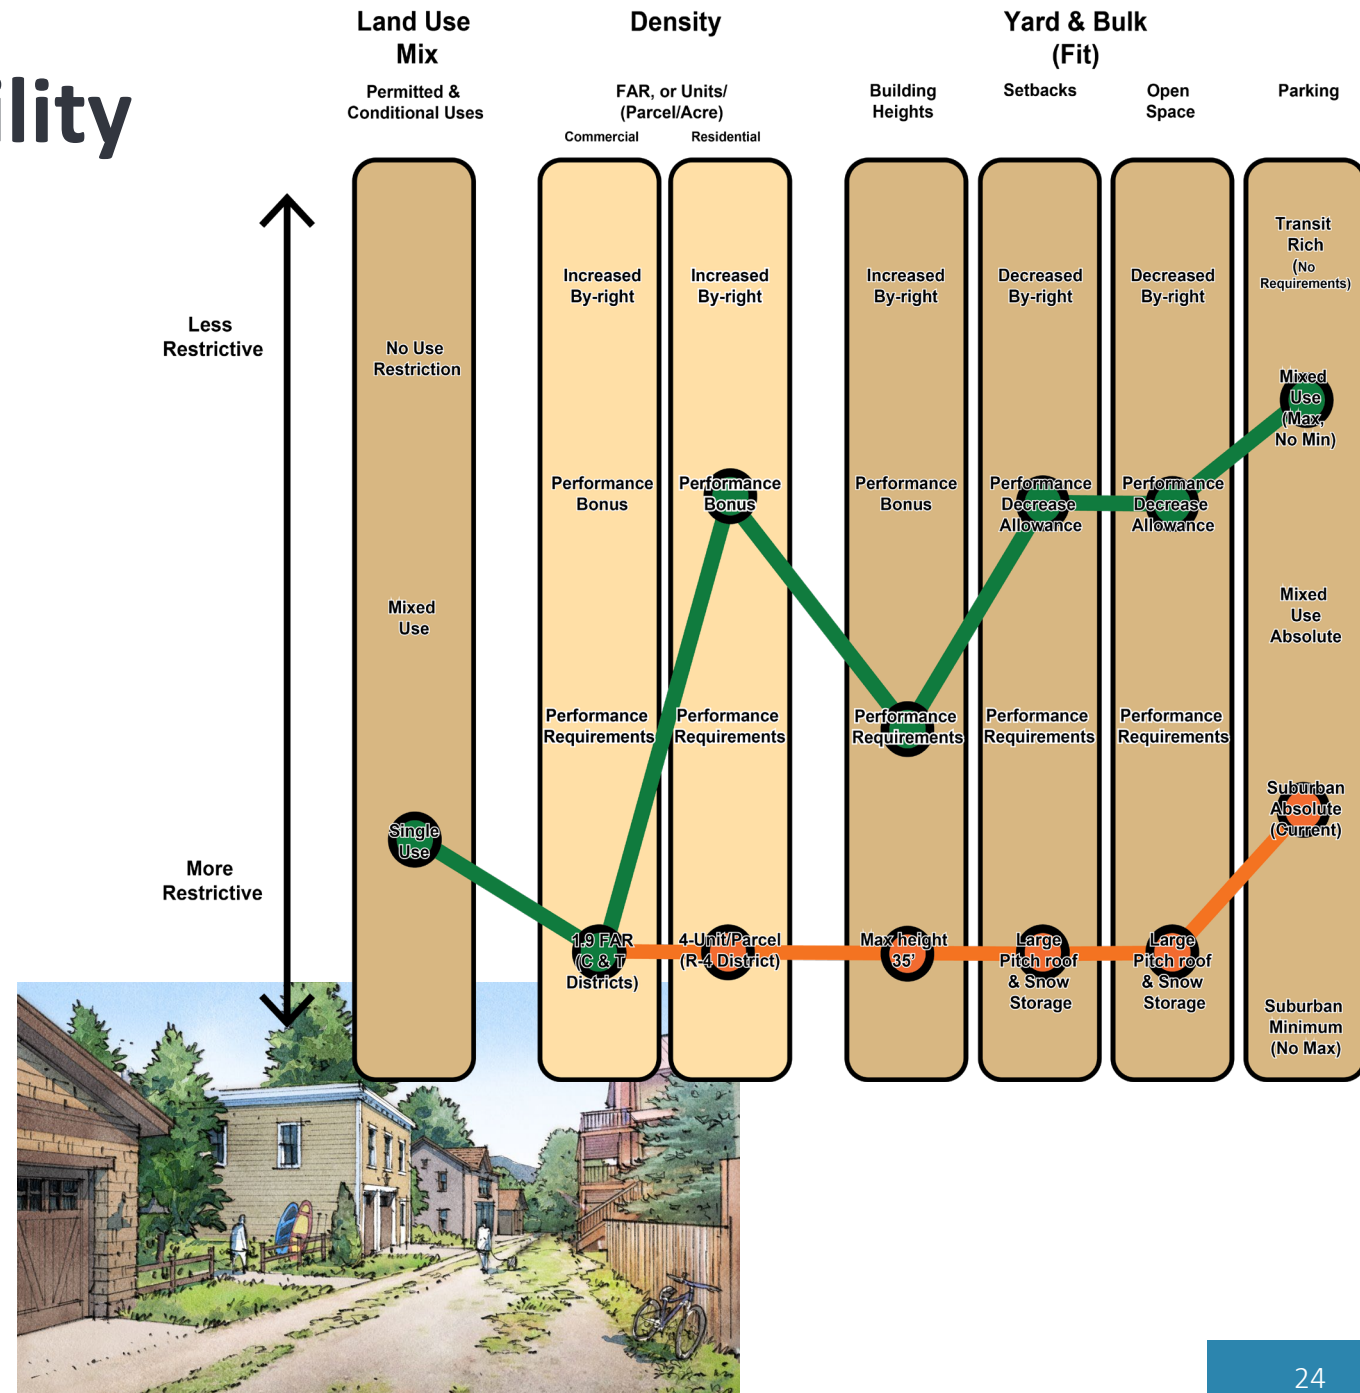 ility
Land Use
Mix
Permitted &
Conditional Uses
Density
FAR, or Units/
(Parcel/Acre)
Commercial
Residential
Yard & Bulk
(Fit)
Building
Heights
Setbacks
Open
Space
Parking
Less
Restrictive
More
Restrictive
No Use
Restriction
Mixed
Use
Single
Use
Increased
By-right
Performance
Bonus
Performance
Requirements
1.9 FAR
(C & T
Districts)
Increased
By-right
Performance
Bonus
Performance
Requirements
4-Unit/Parcel
(R-4 District)
Increased
By-right
Performance
Bonus
Performance
Requirements
Max height
35’
Decreased
By-right
Performance
Decrease
Allowance
Performance
Requirements
Large
Pitch roof
& Snow
Storage
Decreased
By-right
Performance
Decrease
Allowance
Performance
Requirements
Large
Pitch roof
& Snow
Storage
Transit
Rich
(No
Requirements)
Mixed
Use
(Max,
No Min)
Mixed
Use
Absolute
Suburban
Absolute
(Current)
Suburban
Minimum
(No Max)
24